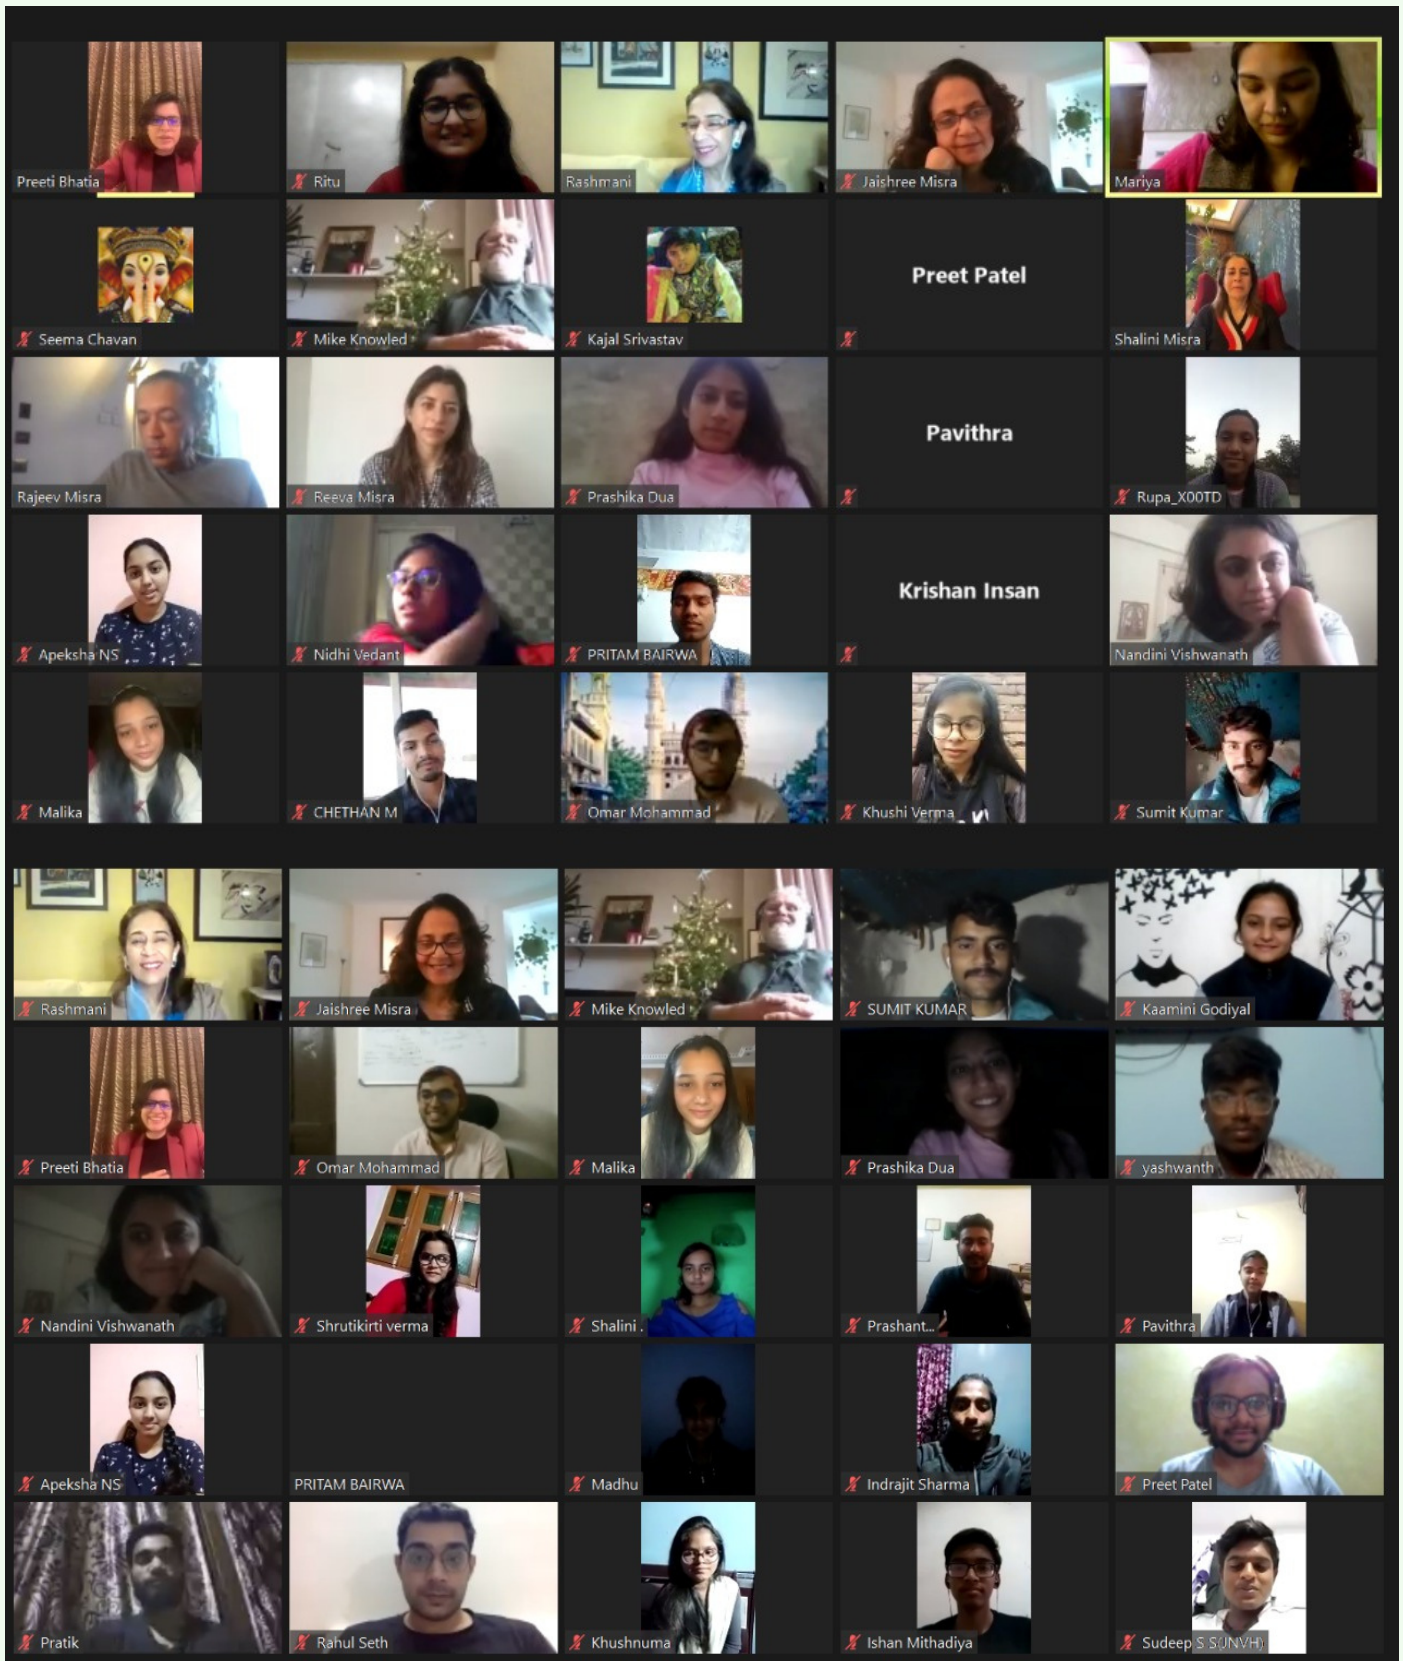 Preeti Bhatia
Ritu
Rashmani
Jaishree Misra
Mariya
Seema Chavan
Mike Knowled
Kajal Srivastav
Preet Patel
Shalini Misra
Rajeev Misra
Reeva Misra
Prashika Dua
Pavithra
Rupa_X00TD
Apeksha NS
Nidhi Vedant
PRITAM BAIRWA
Krishan Insan
Nandini Vishwanath
Malika
CHETHAN M
Omar Mohammad
Khushi Verma
Sumit Kumar
Rashmani
Jaishree Misra
Mike Knowled
SUMIT KUMAR
Kaamini Godiyal
Preeti Bhatia
Omar Mohammad
Malika
Prashika Dua
yashwanth
Nandini Vishwanath
Shrutikirti verma
Shalini .
Prashant...
Pavithra
Apeksha NS
PRITAM BAIRWA
Madhu
Indrajit Sharma
Preet Patel
Pratik
Rahul Seth
Khushnuma
Ishan Mithadiya
Sudeep S S(JNVH)